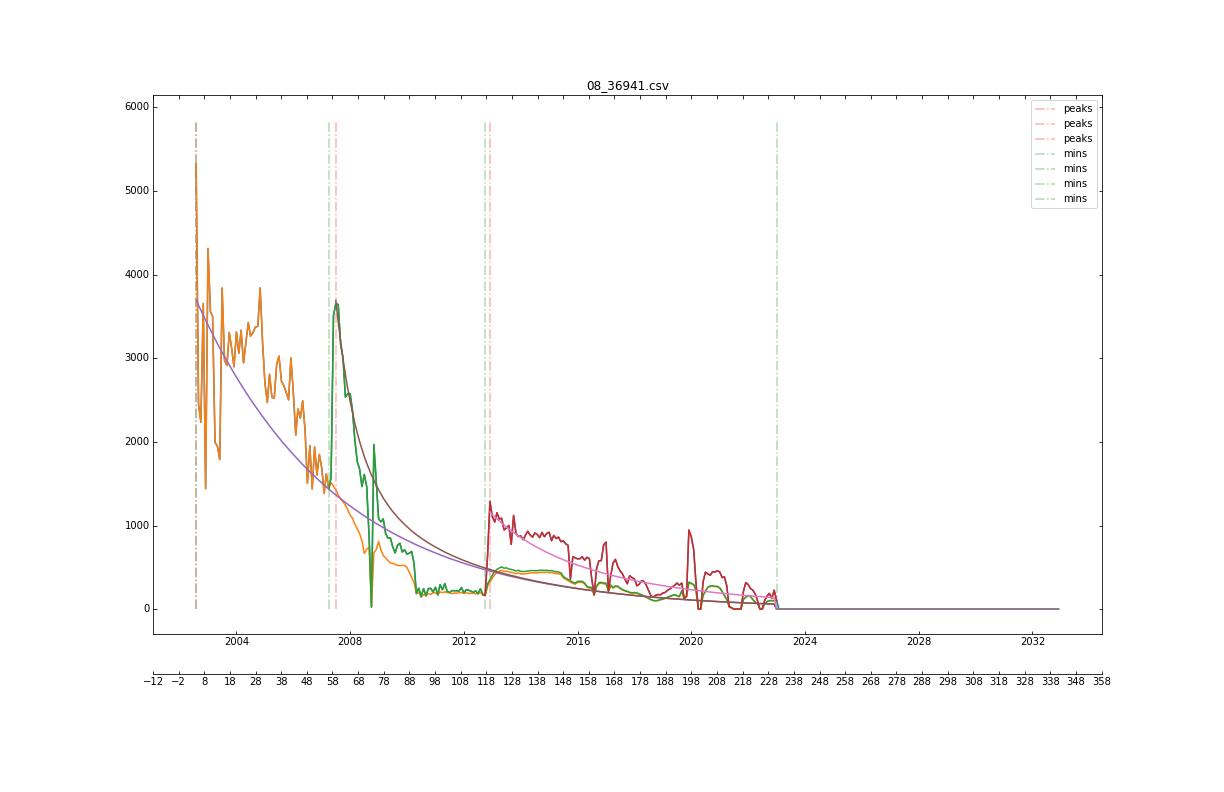 08_36941.csv
6000
5000
4000
3000
2000
1000
0
peaks
peaks
peaks
mins
mins
mins
mins
2004 2008 2012 2016 2020 2024 2028 2032
−12 −2 8 18 28 38 48 58 68 78 88 98 108 118 128 138 148 158 168 178 188 198 208 218 228 238 248 258 268 278 288 298 308 318 328 338 348 358